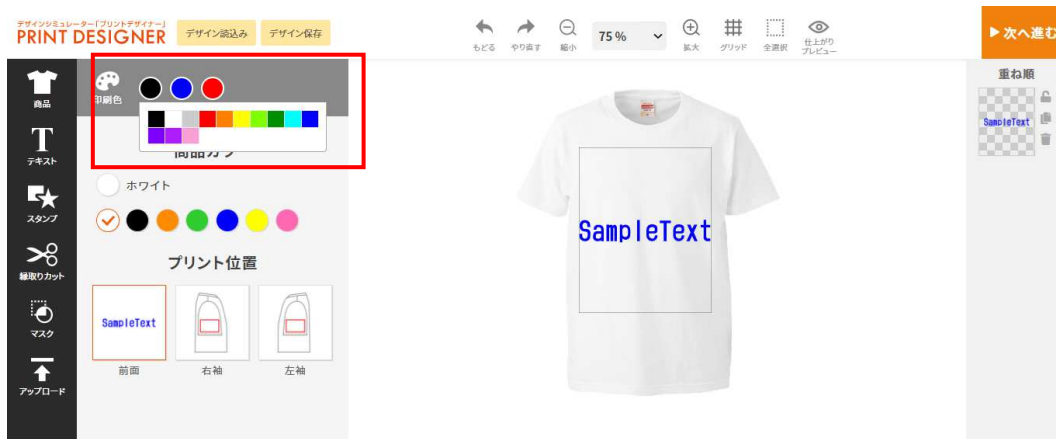 デザインシミュレーター「プリントデザイナー」
PRINT DESIGNER
デザイン読込み
デザイン保存
もどる
やり直す
縮小
75 %
拡大
グリッド
全選択
仕上がり
プレビュー
▶次へ進む
商品
テキスト
スタンプ
縁取りカット
マスク
アップロード
印刷色
商品カラー
ホワイト
プリント位置
SampleText
前面
右袖
左袖
SampleText
重ね順
SampleText